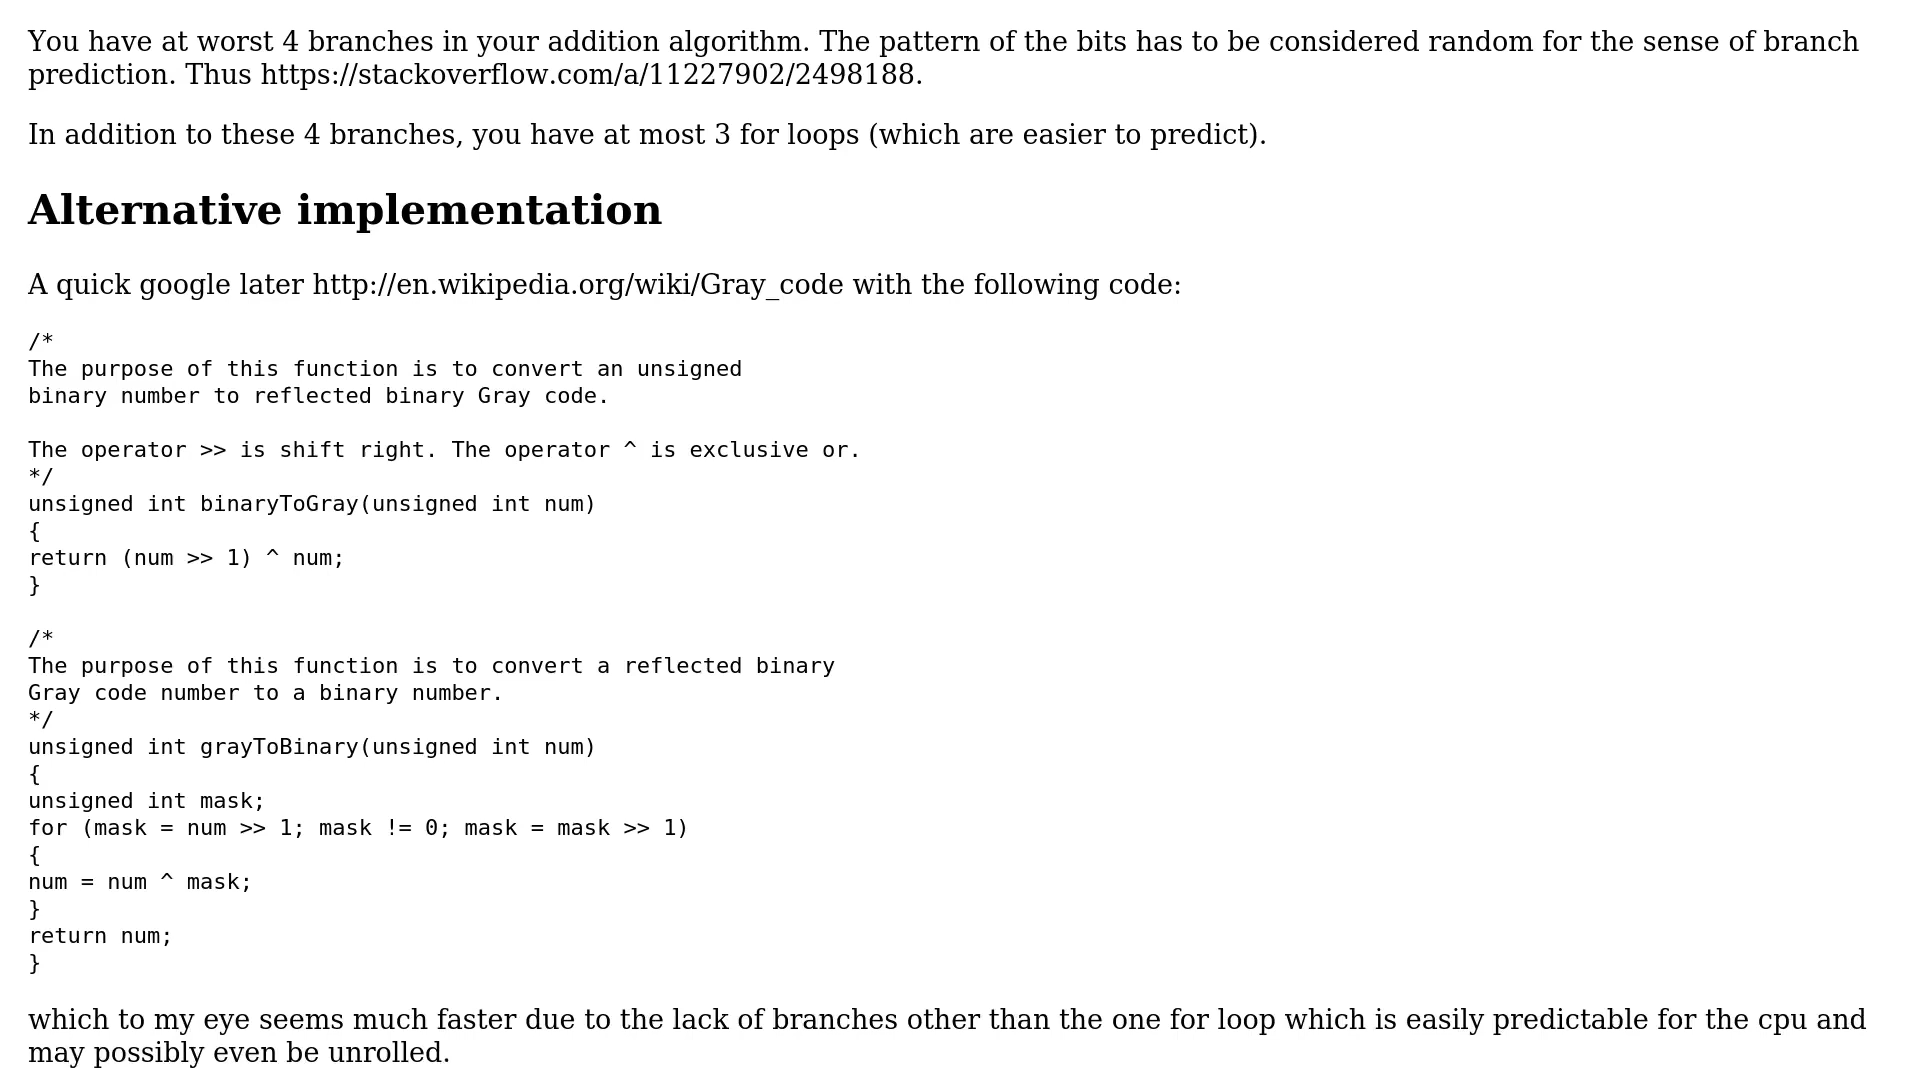 You have at worst 4 branches in your addition algorithm. The pattern of the bits has to be considered random for the sense of branch
prediction. Thus https://stackoverflow.com/a/11227902/2498188.
In addition to these 4 branches, you have at most 3 for loops (which are easier to predict).
Alternative implementation
A quick google later http://en.wikipedia.org/wiki/Gray_code with the following code:
/*
The purpose of this function is to convert an unsigned
binary number to reflected binary Gray code.
The operator >> is shift right. The operator ^ is exclusive or.
*/
unsigned int binaryToGray(unsigned int num)
{
return (num >> 1) ^ num;
}
/*
The purpose of this function is to convert a reflected binary
Gray code number to a binary number.
*/
unsigned int grayToBinary(unsigned int num)
{
unsigned int mask;
for (mask = num >> 1; mask != 0; mask = mask >> 1)
{
num = num ^ mask;
}
return num;
}
which to my eye seems much faster due to the lack of branches other than the one for loop which is easily predictable for the cpu and
may possibly even be unrolled.